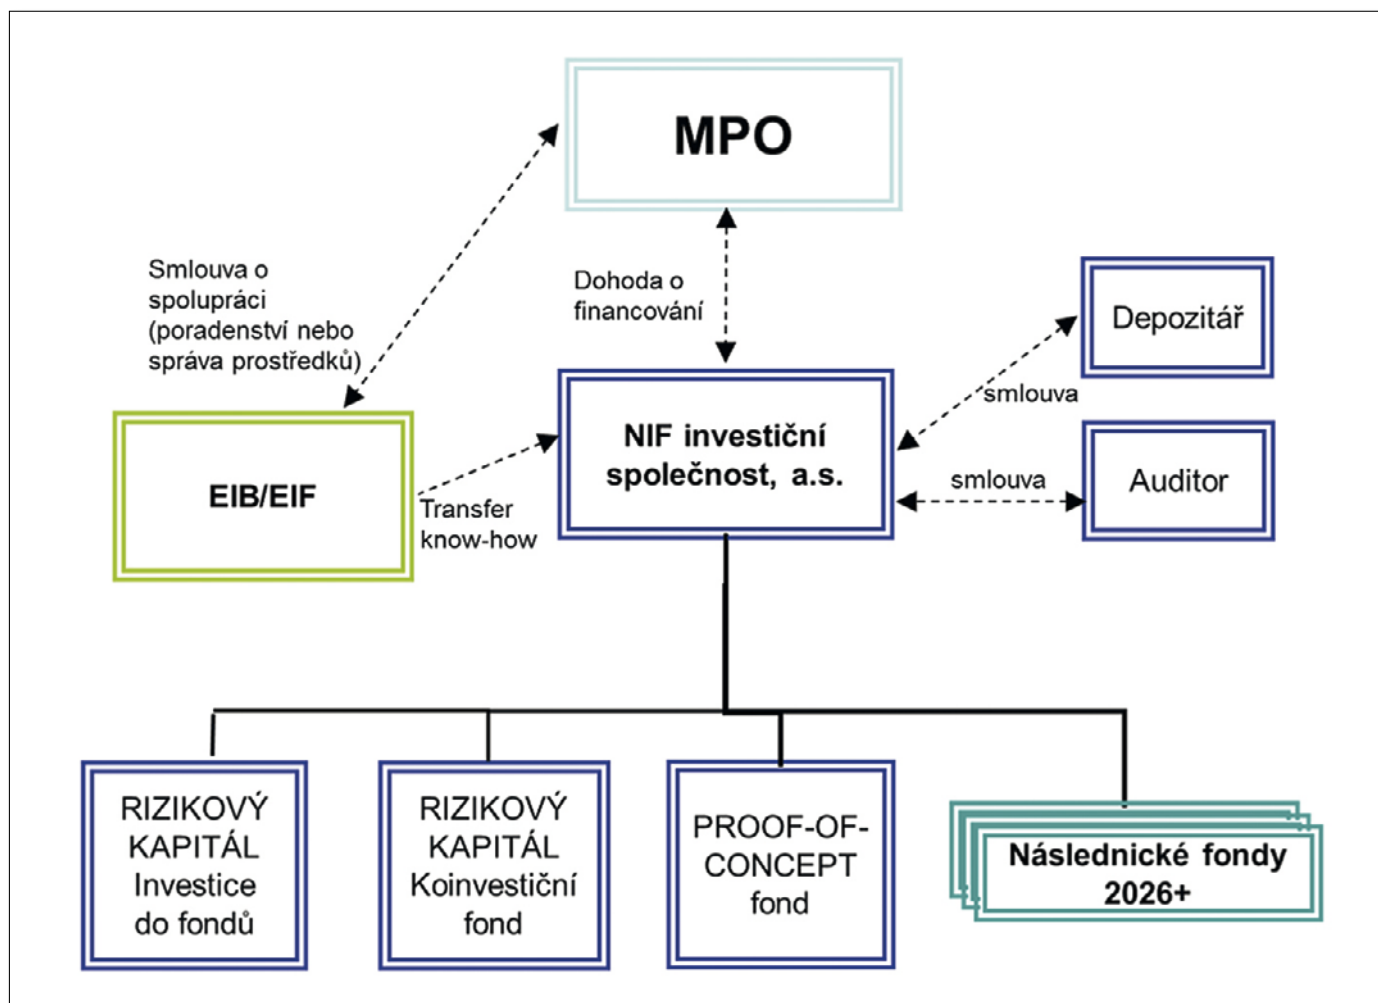 MPO
Smlouva o
spolupráci
(poradenství nebo
správa prostředků)
Dohoda o
financování
Depozitář
smlouva
EIB/EIF
Transfer
know-how
NIF investiční
společnost, a.s.
smlouva
Auditor
RIZIKOVÝ
KAPITÁL
Investice
do fondů
RIZIKOVÝ
KAPITÁL
Koinvestiční
fond
PROOF-OF-
CONCEPT
fond
Následnické fondy
2026+